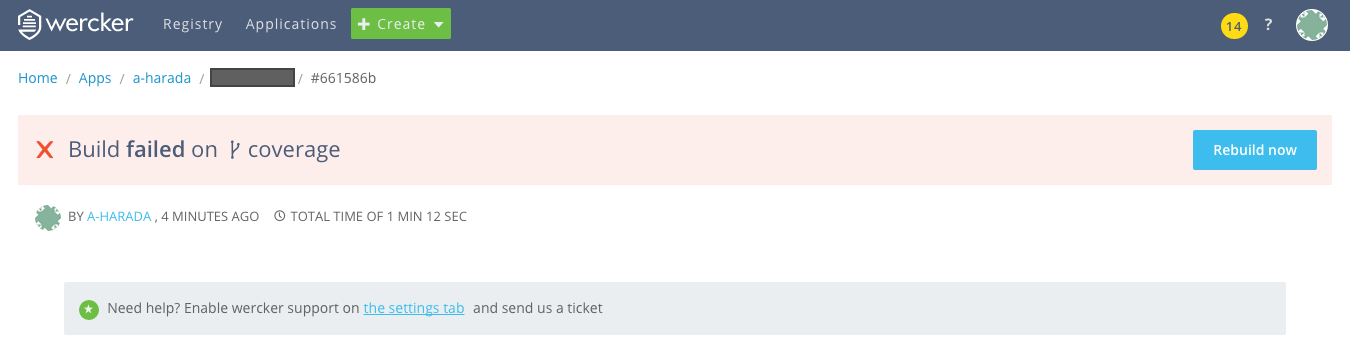 wercker Registry Applications + Create 14 ?
Home / Apps / a-harada / / #661586b
Build failed on coverage Rebuild now
BY A-HARADA , 4 MINUTES AGO TOTAL TIME OF 1 MIN 12 SEC
Need help? Enable wercker support on the settings tab and send us a ticket